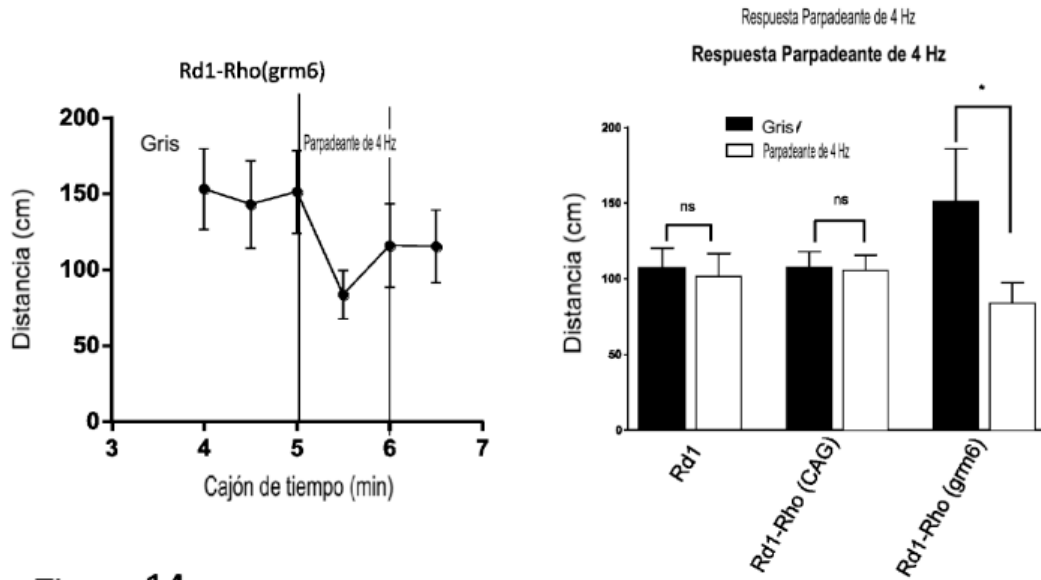 Rd1-Rho(grm6)
200
150
100
50
0
Gris
Parpadeante de 4 Hz
Distancia (cm)
3 4 5 6 7
Cajón de tiempo (min)
Respuesta Parpadeante de 4 Hz
Respuesta Parpadeante de 4 Hz
Gris/
Parpadeante de 4 Hz
200
150
100
50
0
Distancia (cm)
ns
ns
*
Rd1
Rd1-Rho (CAG)
Rd1-Rho (grm6)
14